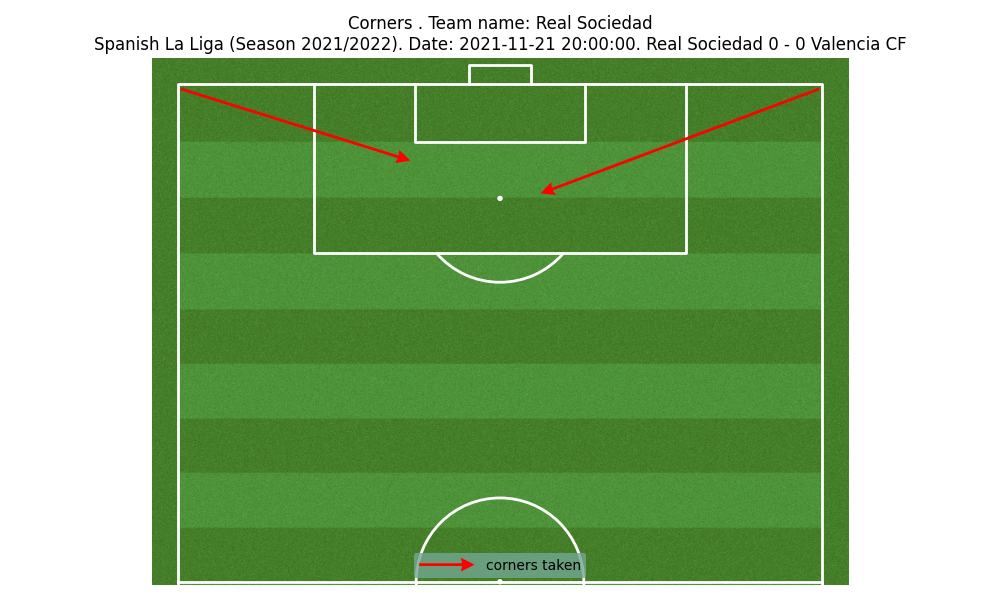 Corners . Team name: Real Sociedad
Spanish La Liga (Season 2021/2022). Date: 2021-11-21 20:00:00. Real Sociedad 0 - 0 Valencia CF
corners taken